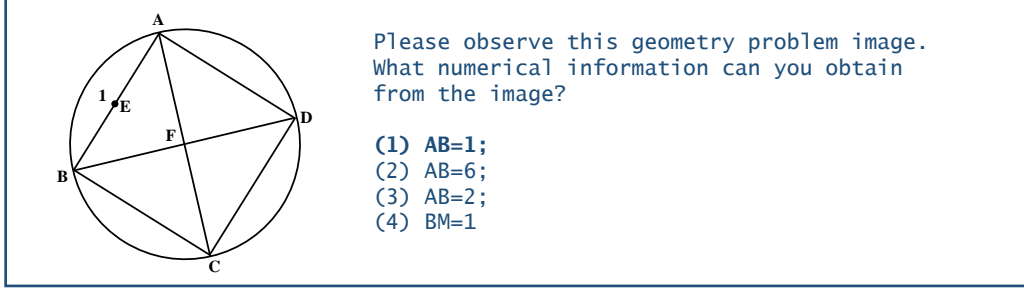 A
1
E
D
F
B
C
Please observe this geometry problem image.
What numerical information can you obtain
from the image?
(1) AB=1;
(2) AB=6;
(3) AB=2;
(4) BM=1